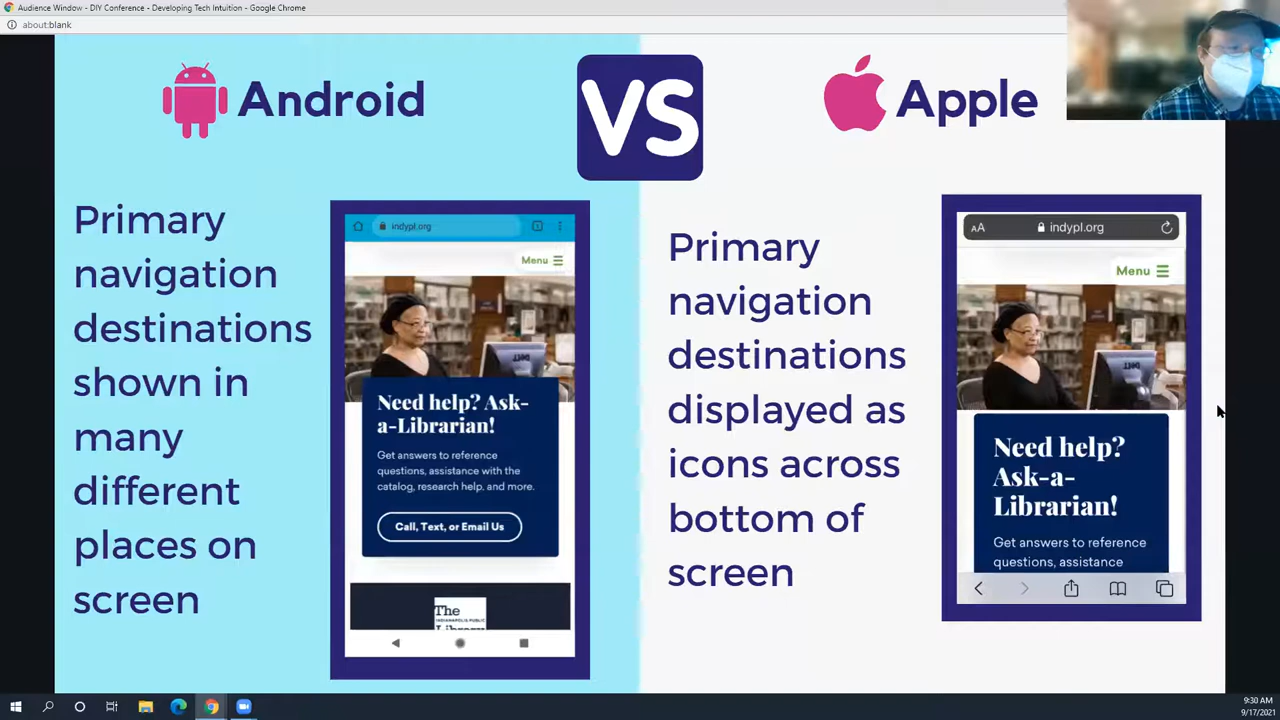 Audience Window - DIY Conference - Developing Tech Intuition - Google Chrome
about:blank
Android
VS
Apple
Primary
navigation
destinations
shown in
many
different
places on
screen
indypl.org
Menu
DELL
Need help? Ask-
a-Librarian!
Get answers to reference
questions, assistance with the
catalog, research help, and more.
Call, Text, or Email Us
The
INDIANAPOLIS PUBLIC
Primary
navigation
destinations
displayed as
icons across
bottom of
screen
AA
indypl.org
Menu
DELL
Need help?
Ask-a-
Librarian!
Get answers to reference
questions, assistance
9:30 AM
9/17/2021